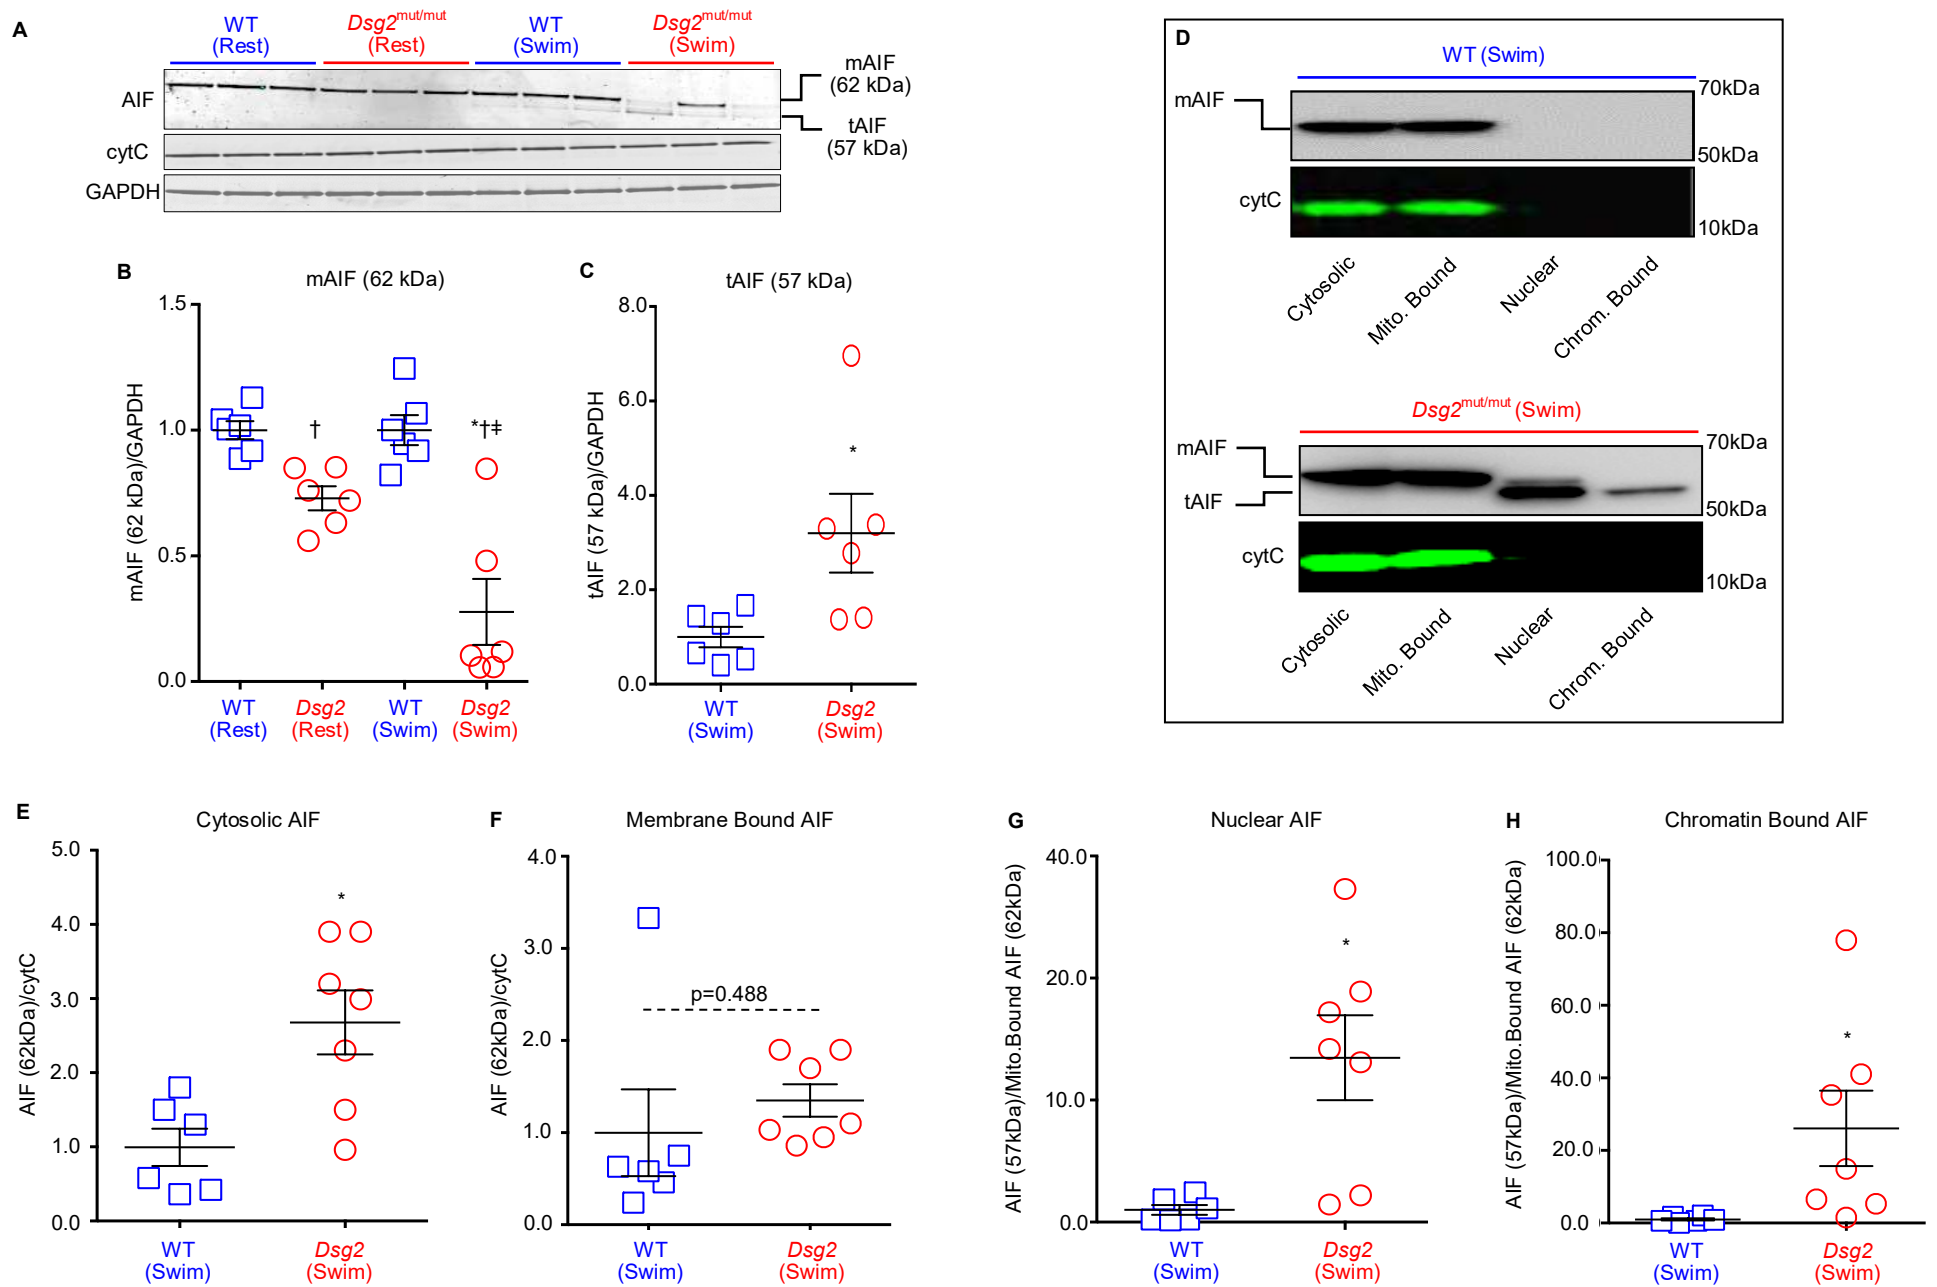 A
WT
(Rest)
Dsg2mut/mut
(Rest)
WT
(Swim)
Dsg2mut/mut
(Swim)
AIF
cytC
GAPDH
mAIF
(62 kDa)
tAIF
(57 kDa)
B
mAIF (62 kDa)
mAIF (62 kDa)/GAPDH
1.5
1.0
0.5
0.0
†
*†‡
WT
(Rest)
Dsg2
(Rest)
WT
(Swim)
Dsg2
(Swim)
C
tAIF (57 kDa)
tAIF (57 kDa)/GAPDH
8.0
6.0
4.0
2.0
0.0
*
WT
(Swim)
Dsg2
(Swim)
D
WT (Swim)
mAIF
70kDa
50kDa
cytC
10kDa
Cytosolic
Mito. Bound
Nuclear
Chrom. Bound
Dsg2mut/mut (Swim)
mAIF
tAIF
70kDa
50kDa
cytC
10kDa
Cytosolic
Mito. Bound
Nuclear
Chrom. Bound
E
Cytosolic AIF
AIF (62kDa)/cytC
5.0
4.0
3.0
2.0
1.0
0.0
*
WT
(Swim)
Dsg2
(Swim)
F
Membrane Bound AIF
AIF (62kDa)/cytC
4.0
3.0
2.0
1.0
0.0
p=0.488
WT
(Swim)
Dsg2
(Swim)
G
Nuclear AIF
AIF (57kDa)/Mito.Bound AIF (62kDa)
40.0
20.0
10.0
0.0
*
WT
(Swim)
Dsg2
(Swim)
H
Chromatin Bound AIF
AIF (57kDa)/Mito.Bound AIF (62kDa)
100.0
80.0
60.0
40.0
20.0
0.0
*
WT
(Swim)
Dsg2
(Swim)